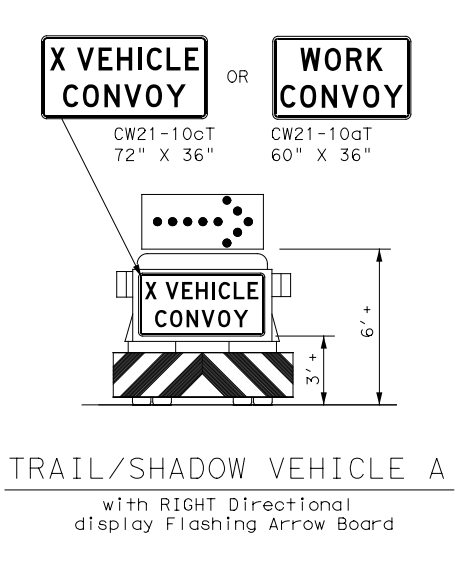 X VEHICLE
CONVOY
OR
WORK
CONVOY
CW21-10cT
72" X 36"
CW21-10aT
60" X 36"
X VEHICLE
CONVOY
3'+
6'+
TRAIL/SHADOW VEHICLE A
with RIGHT Directional
display Flashing Arrow Board